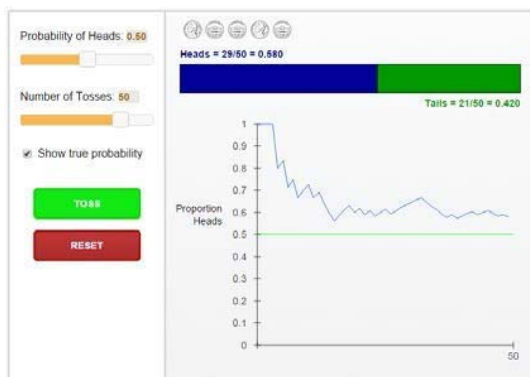 Probability of Heads: 0.50
Number of Tosses: 50
Show true probability
TOSS
RESET
Heads = 29/50 = 0.580
Tails = 21/50 = 0.420
1
0.9
0.8
0.7
0.6
0.5
0.4
0.3
0.2
0.1
0
Proportion
Heads
50